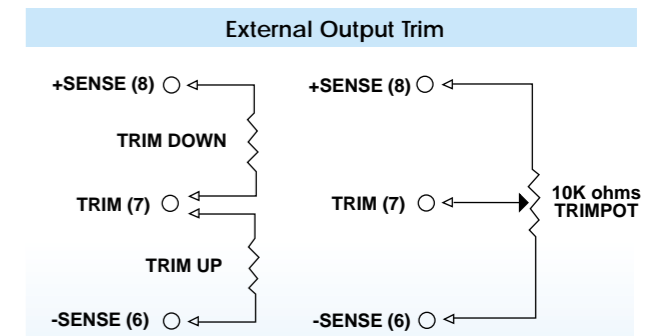 External Output Trim
+SENSE (8)
TRIM DOWN
TRIM (7)
TRIM UP
-SENSE (6)
+SENSE (8)
TRIM (7)
10K ohms
TRIMPOT
-SENSE (6)